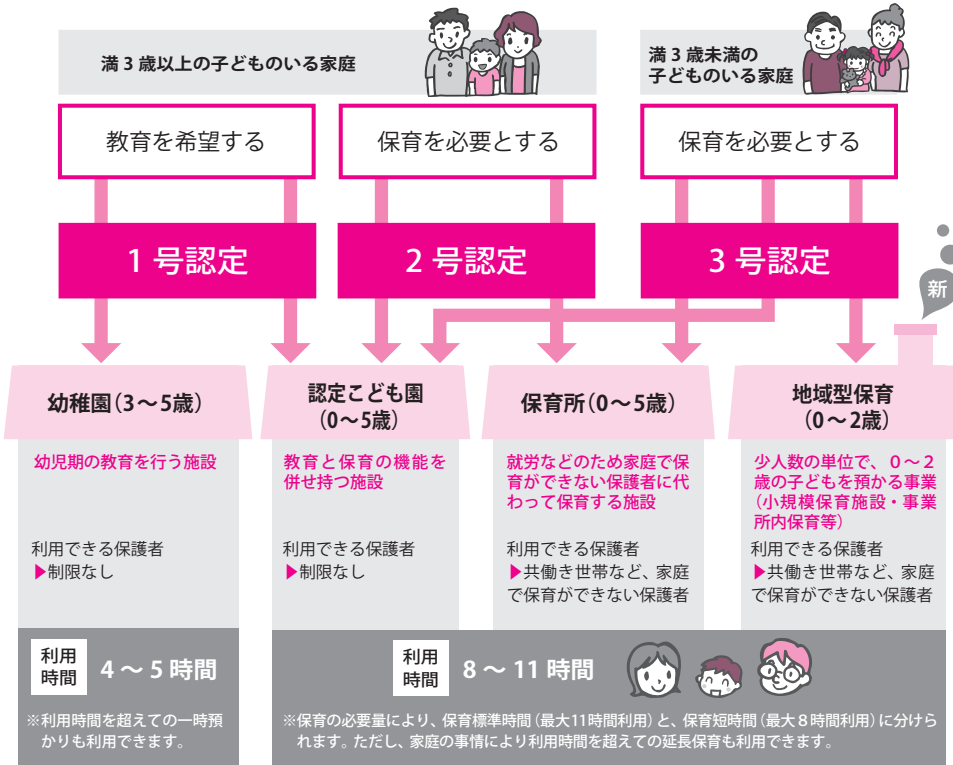 満3歳以上の子どものいる家庭
満3歳未満の
子どものいる家庭
教育を希望する
保育を必要とする
保育を必要とする
1号認定
2号認定
3号認定
新
幼稚園(3〜5歳)
幼児期の教育を行う施設
利用できる保護者
▶制限なし
認定こども園
(0〜5歳)
教育と保育の機能を
併せ持つ施設
利用できる保護者
▶制限なし
保育所(0〜5歳)
就労などのため家庭で保
育ができない保護者に代
わって保育する施設
利用できる保護者
▶共働き世帯など、家庭
で保育ができない保護者
地域型保育
(0〜2歳)
少人数の単位で、0〜2
歳の子どもを預かる事業
(小規模保育施設・事業
所内保育等)
利用できる保護者
▶共働き世帯など、家庭
で保育ができない保護者
利用
時間
4〜5時間
※利用時間を超えての一時預
かりも利用できます。
利用
時間
8〜11時間
※保育の必要量により、保育標準時間(最大11時間利用)と、保育短時間(最大8時間利用)に分けら
れます。ただし、家庭の事情により利用時間を超えての延長保育も利用できます。